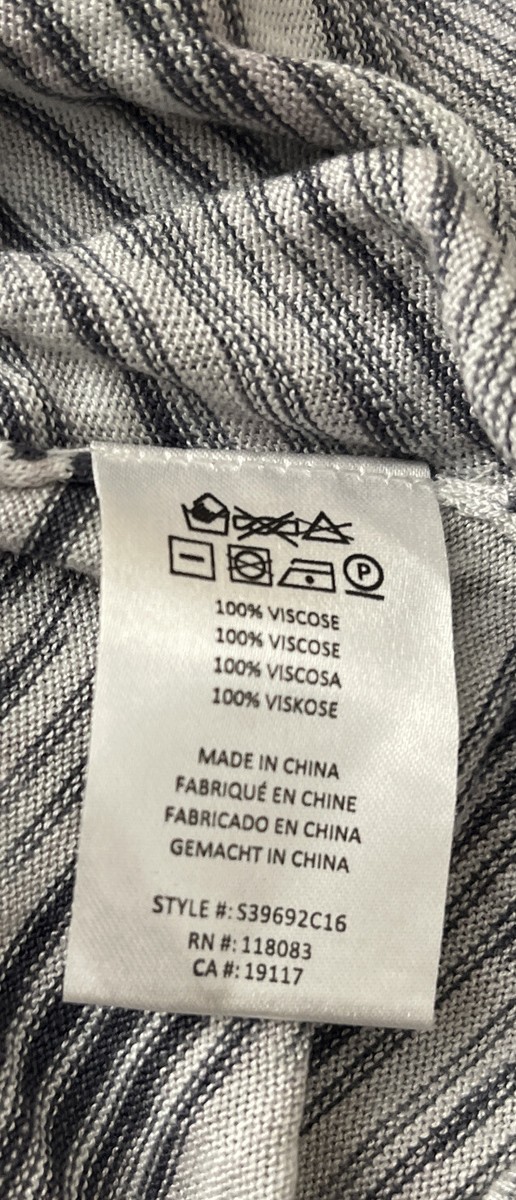 P
100% VISCOSE
100% VISCOSE
100% VISCOSA
100% VISKOSE
MADE IN CHINA
FABRIQUÉ EN CHINE
FABRICADO EN CHINA
GEMACHT IN CHINA
STYLE #: S39692C16
RN #: 118083
CA #: 19117